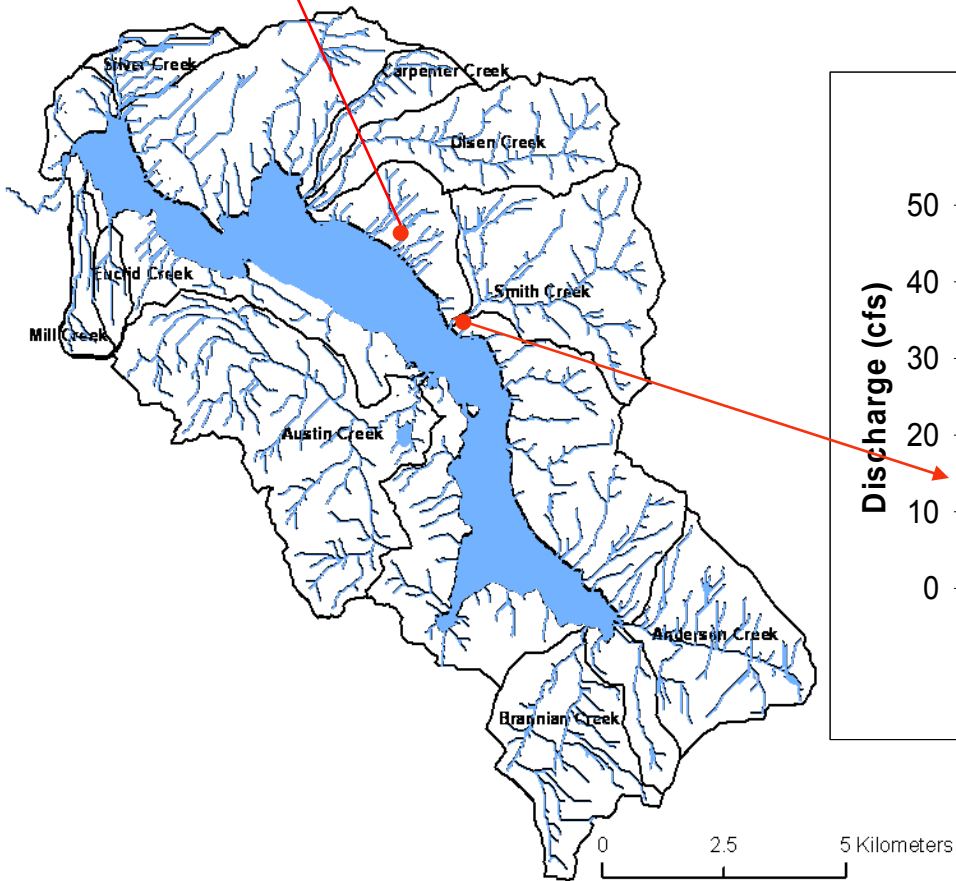 Silver Creek
Carpenter Creek
Olsen Creek
50
40
Euclid Creek
Smith Creek
Mill Creek
30
Discharge (cfs)
20
Austin Creek
10
0
Anderson Creek
Brannian Creek
0 2.5 5 Kilometers